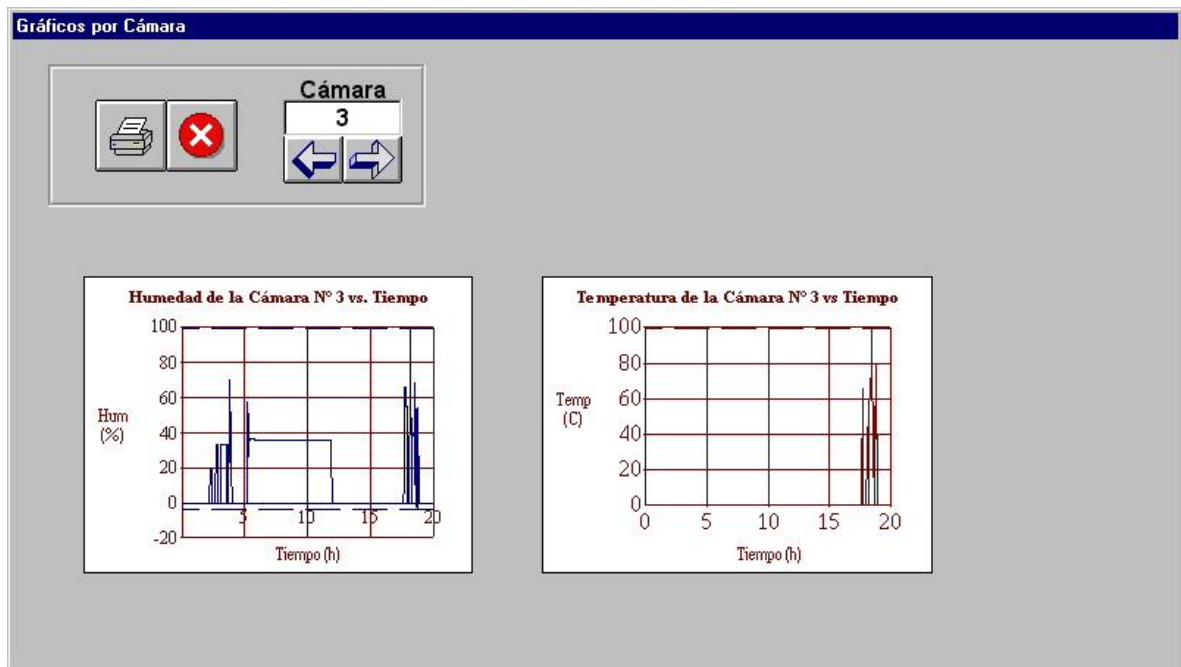 Gráficos por Cámara
Cámara
3
Humedad de la Cámara N° 3 vs. Tiempo
100
80
60
40
20
0
-20
Hum
(%)
5
10
15
20
Tiempo (h)
Temperatura de la Cámara N° 3 vs Tiempo
100
80
60
40
20
0
Temp
(C)
0
5
10
15
20
Tiempo (h)